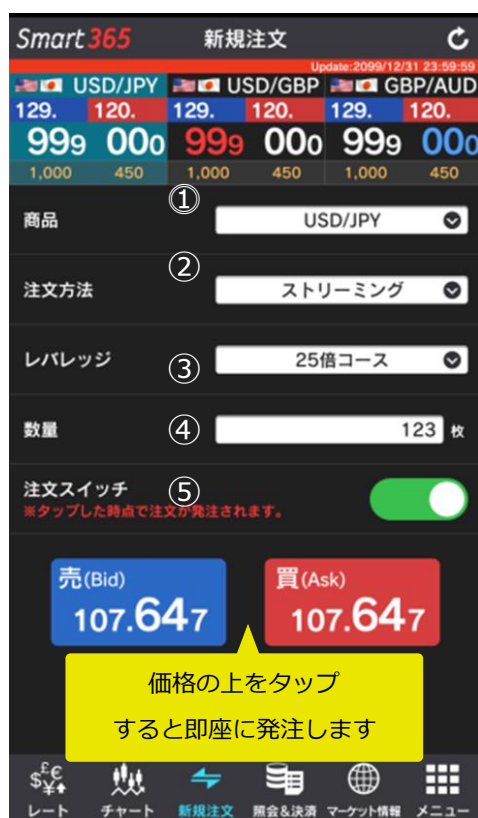 Smart365 新規注文
Update:2099/12/31 23:59:59
USD/JPY USD/GBP GBP/AUD
129. 120. 129. 120. 129. 120.
999 000 999 000 999 000
1,000 450 1,000 450 1,000 450
商品 ① USD/JPY
注文方法 ② ストリーミング
レバレッジ ③ 25倍コース
数量 ④ 123 枚
注文スイッチ ⑤
※タップした時点で注文が発注されます。
売(Bid) 買(Ask)
107.647 107.647
価格の上をタップ
すると即座に発注します
$£€¥
レート チャート 新規注文 照会&決済 マーケット情報 メニュー